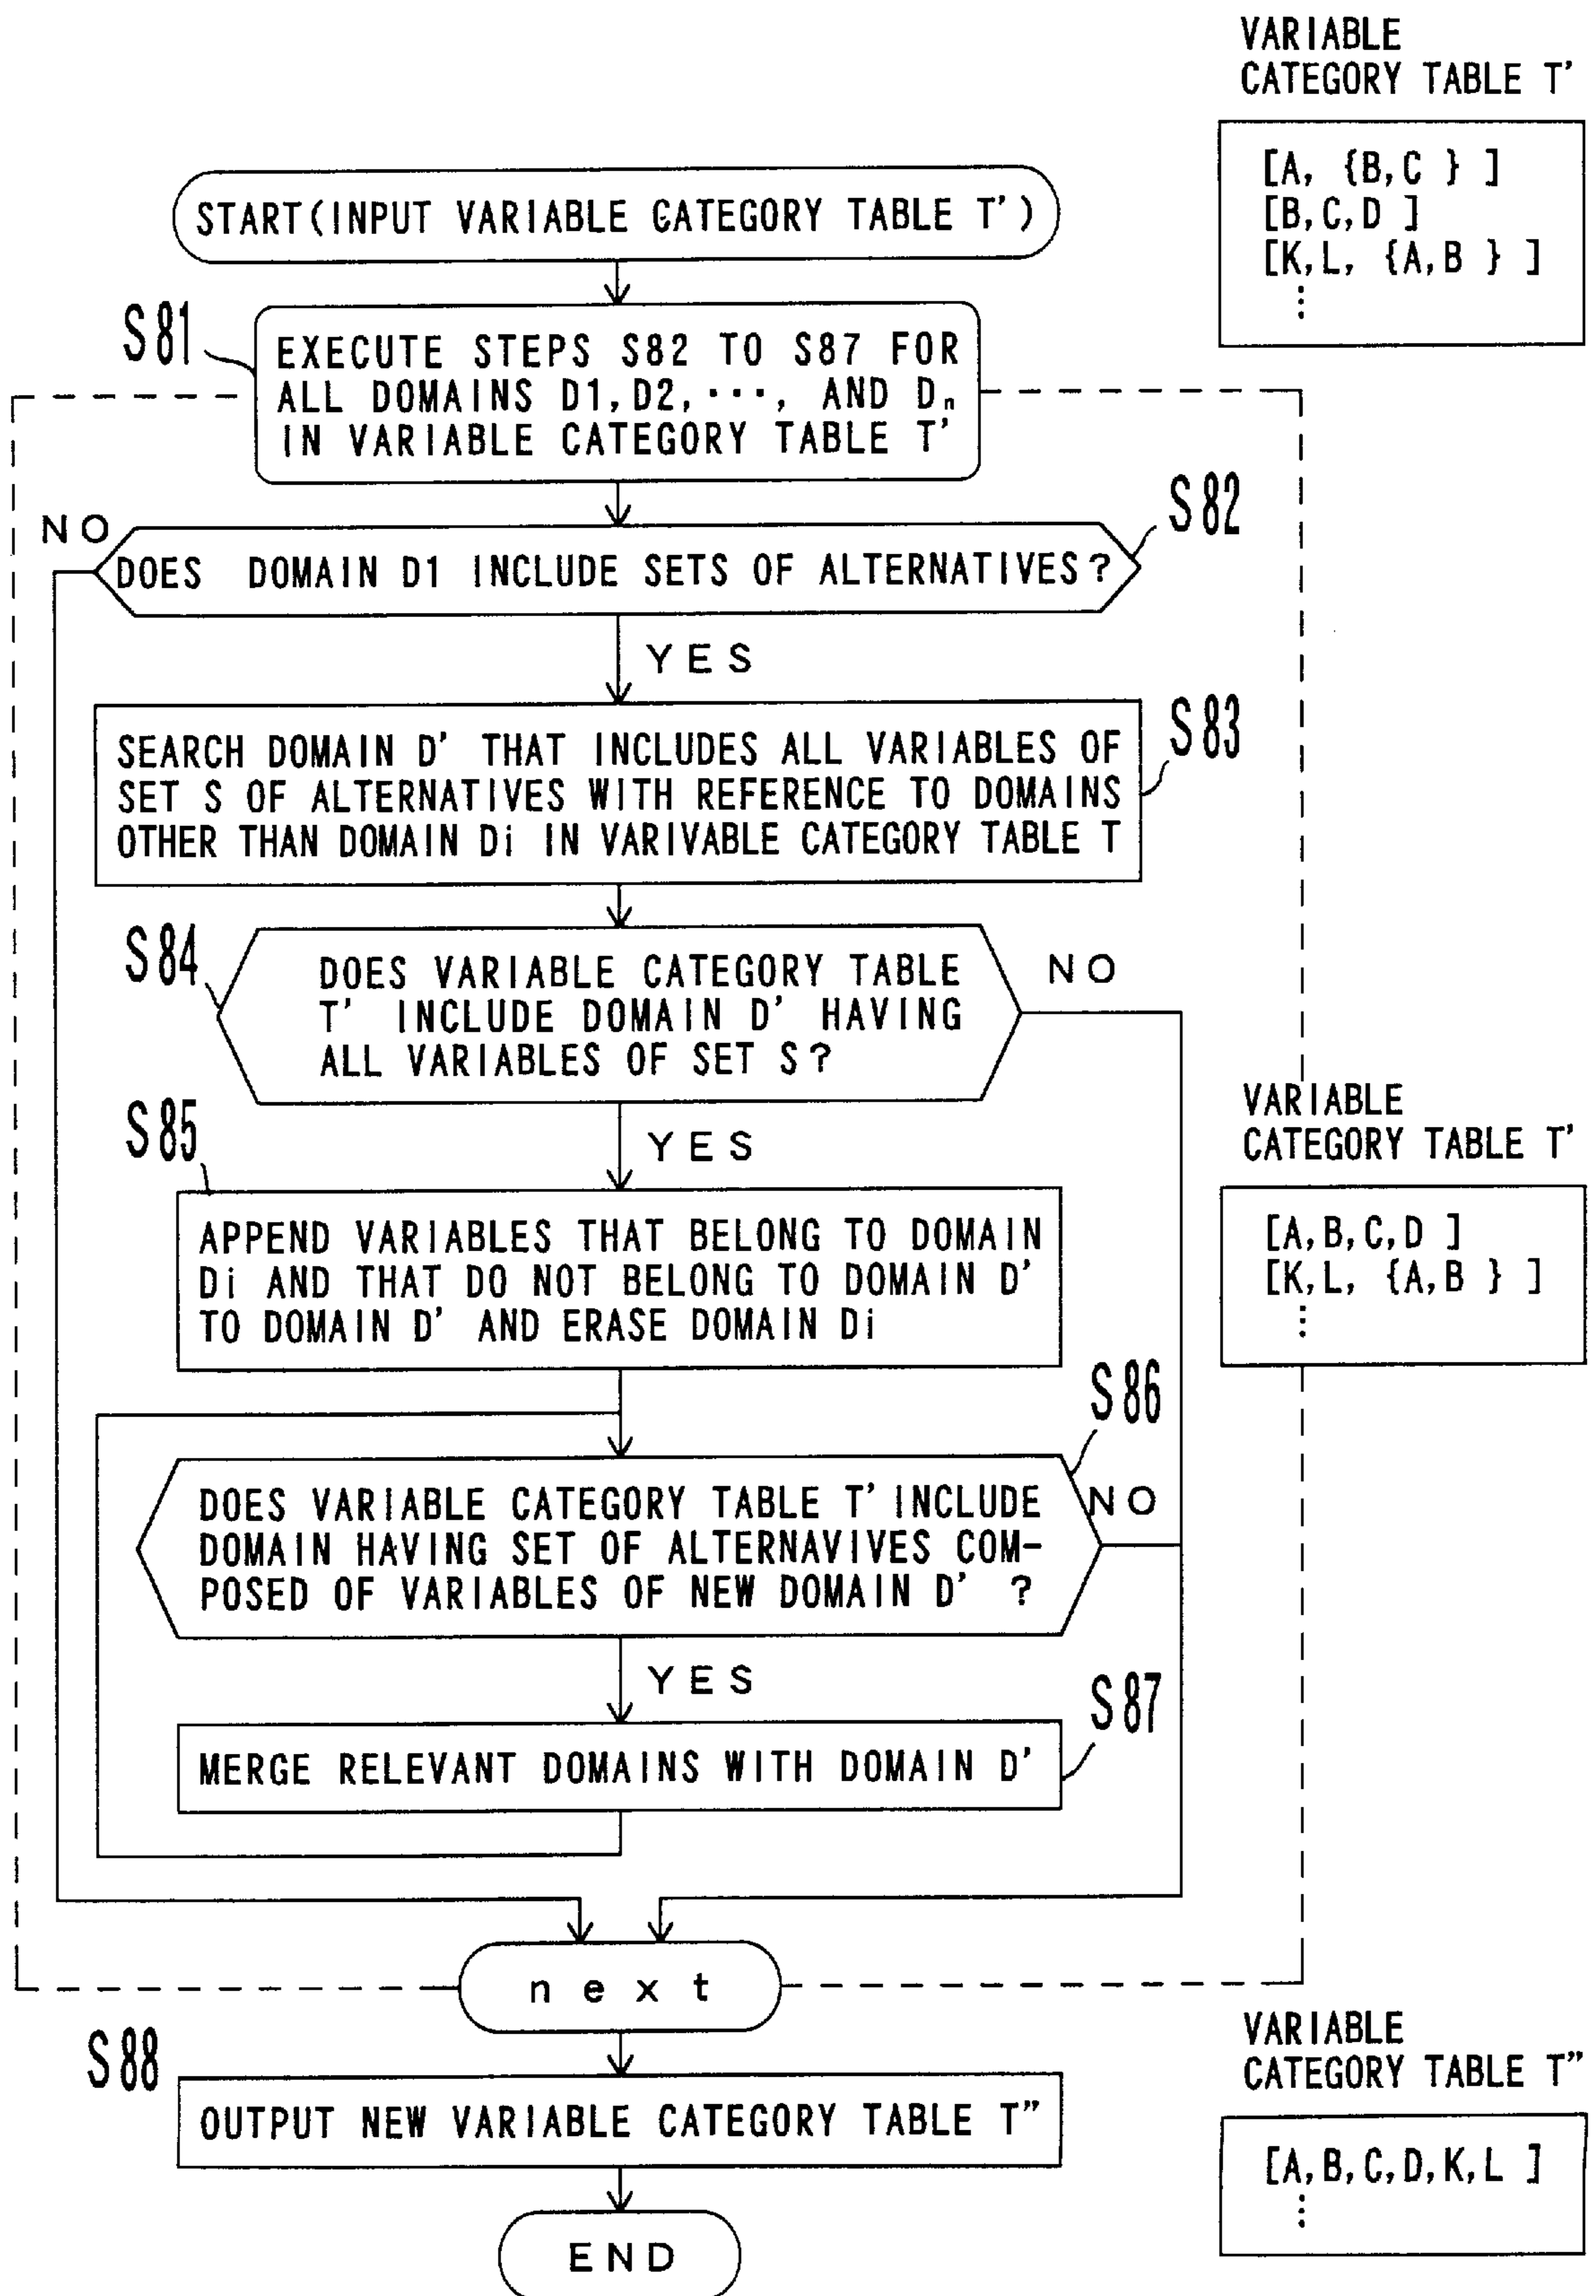 VARIABLE
CATEGORY TABLE T'
[A, {B,C } ]
[B,C,D ]
[K,L, {A,B } ]
⋮
START(INPUT VARIABLE CATEGORY TABLE T')
S81
EXECUTE STEPS S82 TO S87 FOR
ALL DOMAINS D1,D2,···, AND Dn
IN VARIABLE CATEGORY TABLE T'
S82
NO
DOES DOMAIN D1 INCLUDE SETS OF ALTERNATIVES?
YES
S83
SEARCH DOMAIN D' THAT INCLUDES ALL VARIABLES OF
SET S OF ALTERNATIVES WITH REFERENCE TO DOMAINS
OTHER THAN DOMAIN Di IN VARIVABLE CATEGORY TABLE T
S84
DOES VARIABLE CATEGORY TABLE
T' INCLUDE DOMAIN D' HAVING
ALL VARIABLES OF SET S?
NO
YES
VARIABLE
CATEGORY TABLE T'
[A,B,C,D ]
[K,L, {A,B } ]
⋮
S85
APPEND VARIABLES THAT BELONG TO DOMAIN
Di AND THAT DO NOT BELONG TO DOMAIN D'
TO DOMAIN D' AND ERASE DOMAIN Di
S86
DOES VARIABLE CATEGORY TABLE T' INCLUDE
DOMAIN HAVING SET OF ALTERNAVIVES COM-
POSED OF VARIABLES OF NEW DOMAIN D' ?
NO
YES
S87
MERGE RELEVANT DOMAINS WITH DOMAIN D'
next
S88
OUTPUT NEW VARIABLE CATEGORY TABLE T"
VARIABLE
CATEGORY TABLE T"
[A,B,C,D,K,L ]
⋮
END